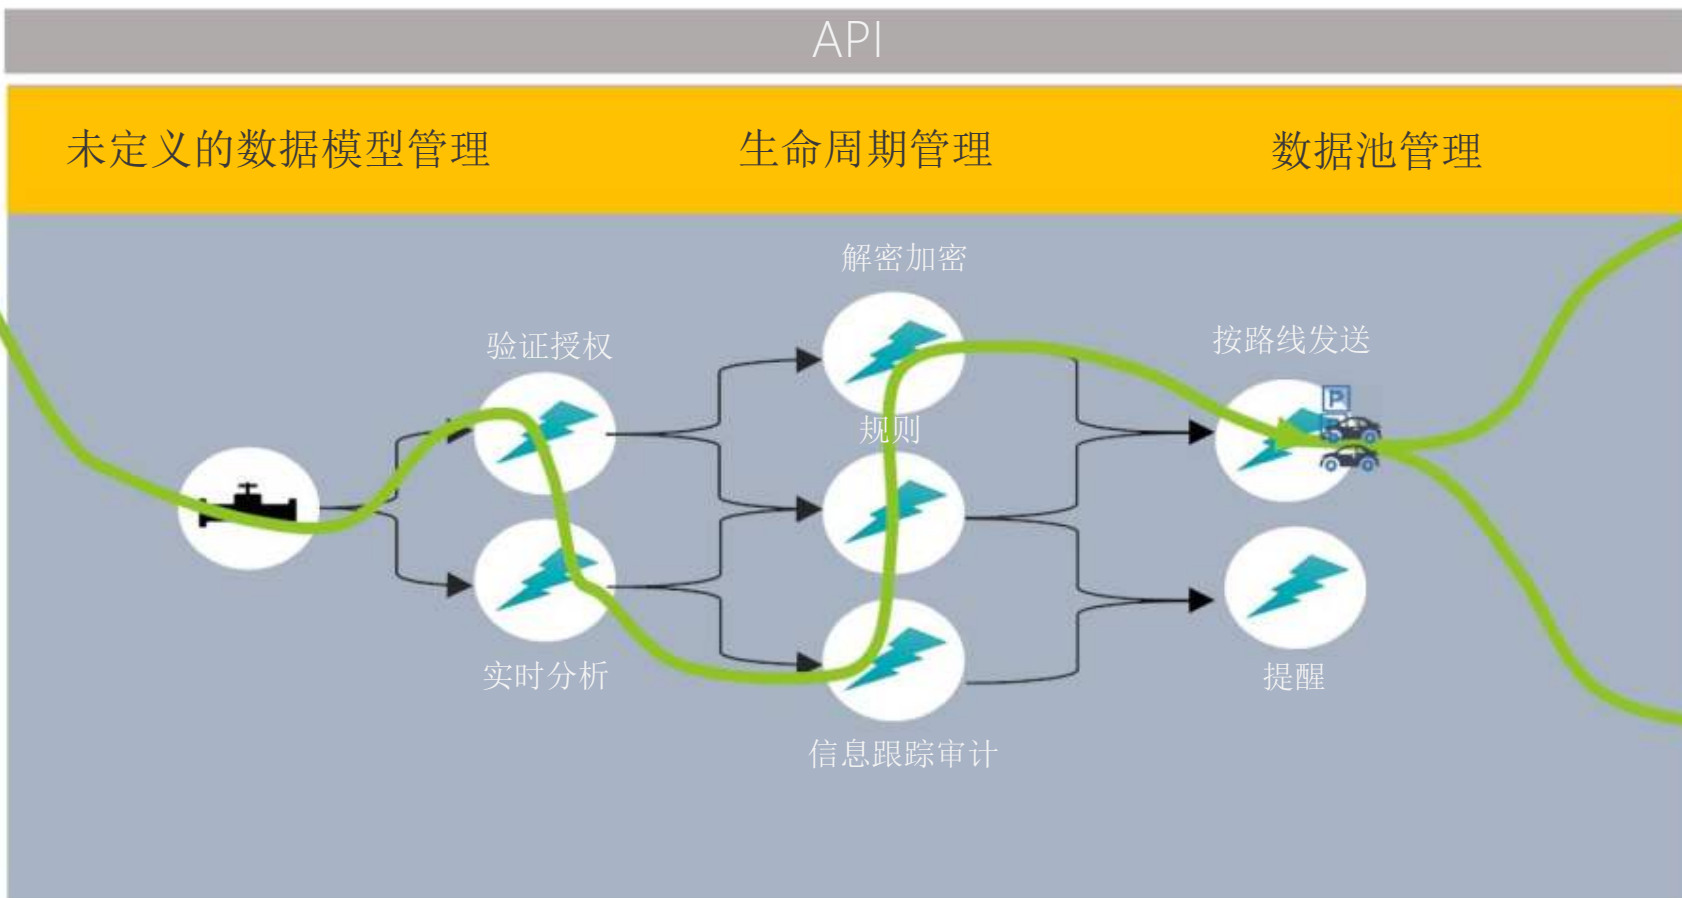 API
未定义的数据模型管理
生命周期管理
数据池管理
解密加密
验证授权
按路线发送
P
规则
实时分析
提醒
信息跟踪审计